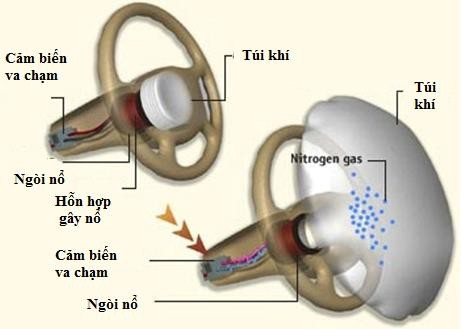 Cảm biến
va chạm
Túi khí
Ngòi nổ
Hỗn hợp
gây nổ
Túi
khí
Nitrogen gas
Cảm biến
va chạm
Ngòi nổ